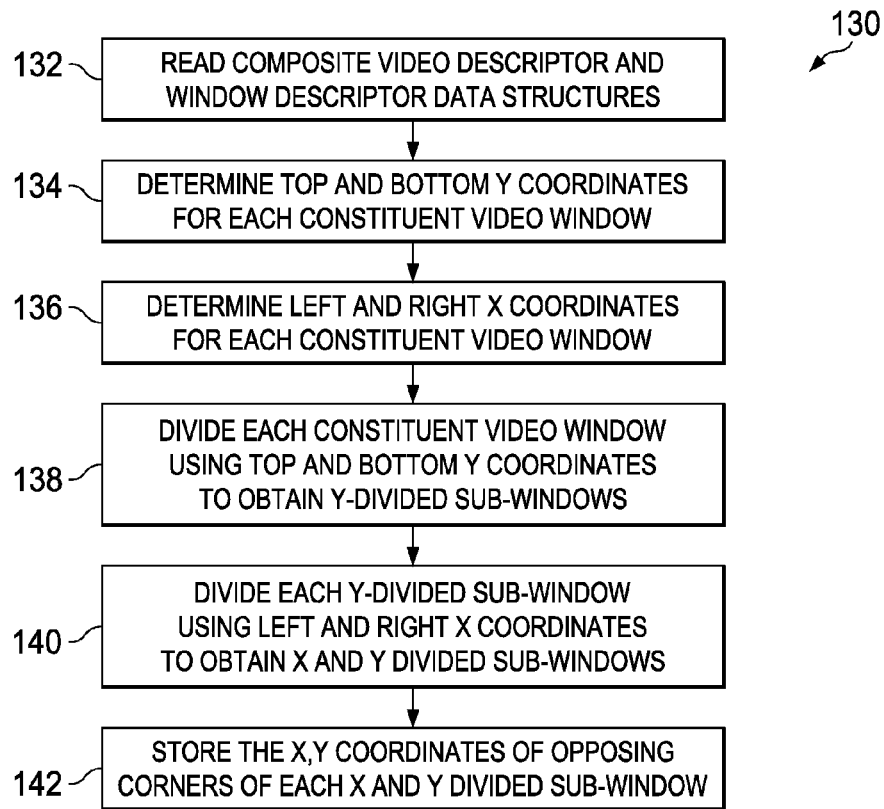 130
132
READ COMPOSITE VIDEO DESCRIPTOR AND
WINDOW DESCRIPTOR DATA STRUCTURES
134
DETERMINE TOP AND BOTTOM Y COORDINATES
FOR EACH CONSTITUENT VIDEO WINDOW
136
DETERMINE LEFT AND RIGHT X COORDINATES
FOR EACH CONSTITUENT VIDEO WINDOW
138
DIVIDE EACH CONSTITUENT VIDEO WINDOW
USING TOP AND BOTTOM Y COORDINATES
TO OBTAIN Y-DIVIDED SUB-WINDOWS
140
DIVIDE EACH Y-DIVIDED SUB-WINDOW
USING LEFT AND RIGHT X COORDINATES
TO OBTAIN X AND Y DIVIDED SUB-WINDOWS
142
STORE THE X,Y COORDINATES OF OPPOSING
CORNERS OF EACH X AND Y DIVIDED SUB-WINDOW